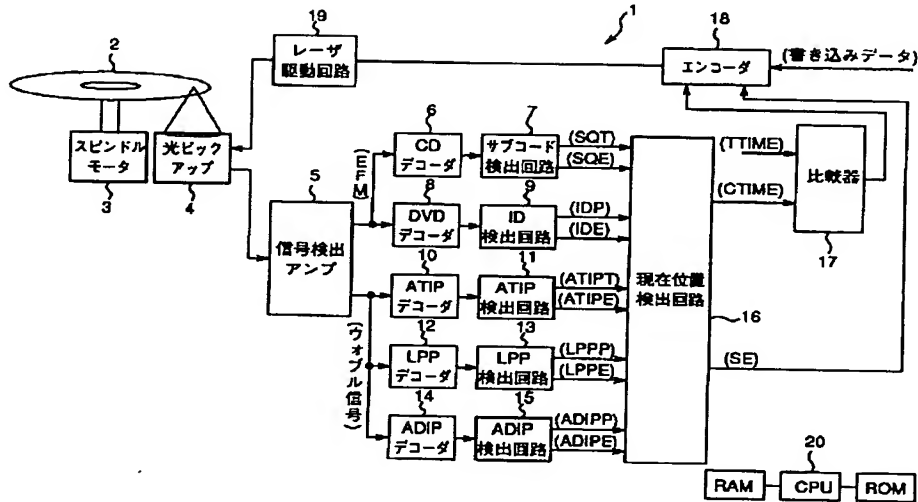 1
2
スピンドル
モータ
3
光ピック
アップ
4
19
レーザ
駆動回路
18
エンコーダ
(書き込みデータ)
5
信号検出
アンプ
(EFM)
(ウォブル信号)
6
CD
デコーダ
7
サブコード
検出回路
(SQT)
(SQE)
8
DVD
デコーダ
9
ID
検出回路
(IDP)
(IDE)
10
ATIP
デコーダ
11
ATIP
検出回路
(ATIPT)
(ATIPE)
12
LPP
デコーダ
13
LPP
検出回路
(LPPP)
(LPPE)
14
ADIP
デコーダ
15
ADIP
検出回路
(ADIPP)
(ADIPE)
現在位置
検出回路
16
(TTIME)
(CTIME)
比較器
17
(SE)
20
RAM
CPU
ROM